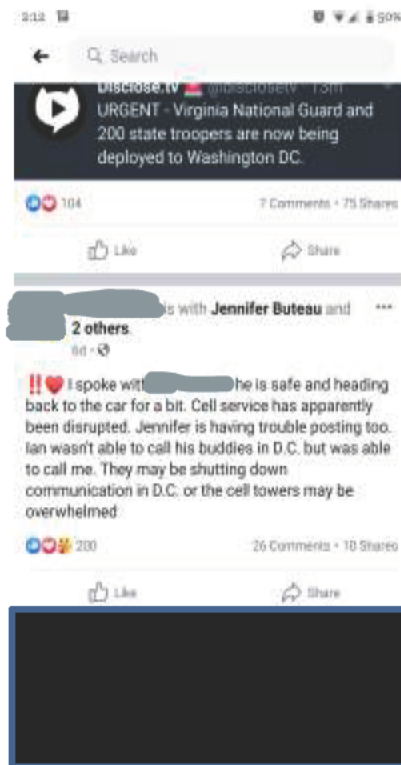 2:12 50%
Search
Disclose.tv @disclosetv 13m
URGENT - Virginia National Guard and
200 state troopers are now being
deployed to Washington DC.
104 7 Comments • 75 Shares
Like Share
is with Jennifer Buteau and
2 others.
6d •
‼️❤️ I spoke with he is safe and heading
back to the car for a bit. Cell service has apparently
been disrupted. Jennifer is having trouble posting too.
Ian wasn't able to call his buddies in D.C. but was able
to call me. They may be shutting down
communication in D.C. or the cell towers may be
overwhelmed
200 26 Comments • 18 Shares
Like Share